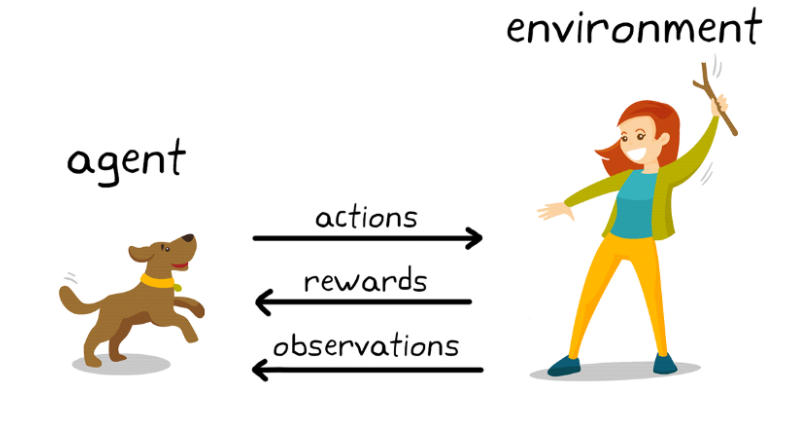 environment
agent
actions
rewards
observations